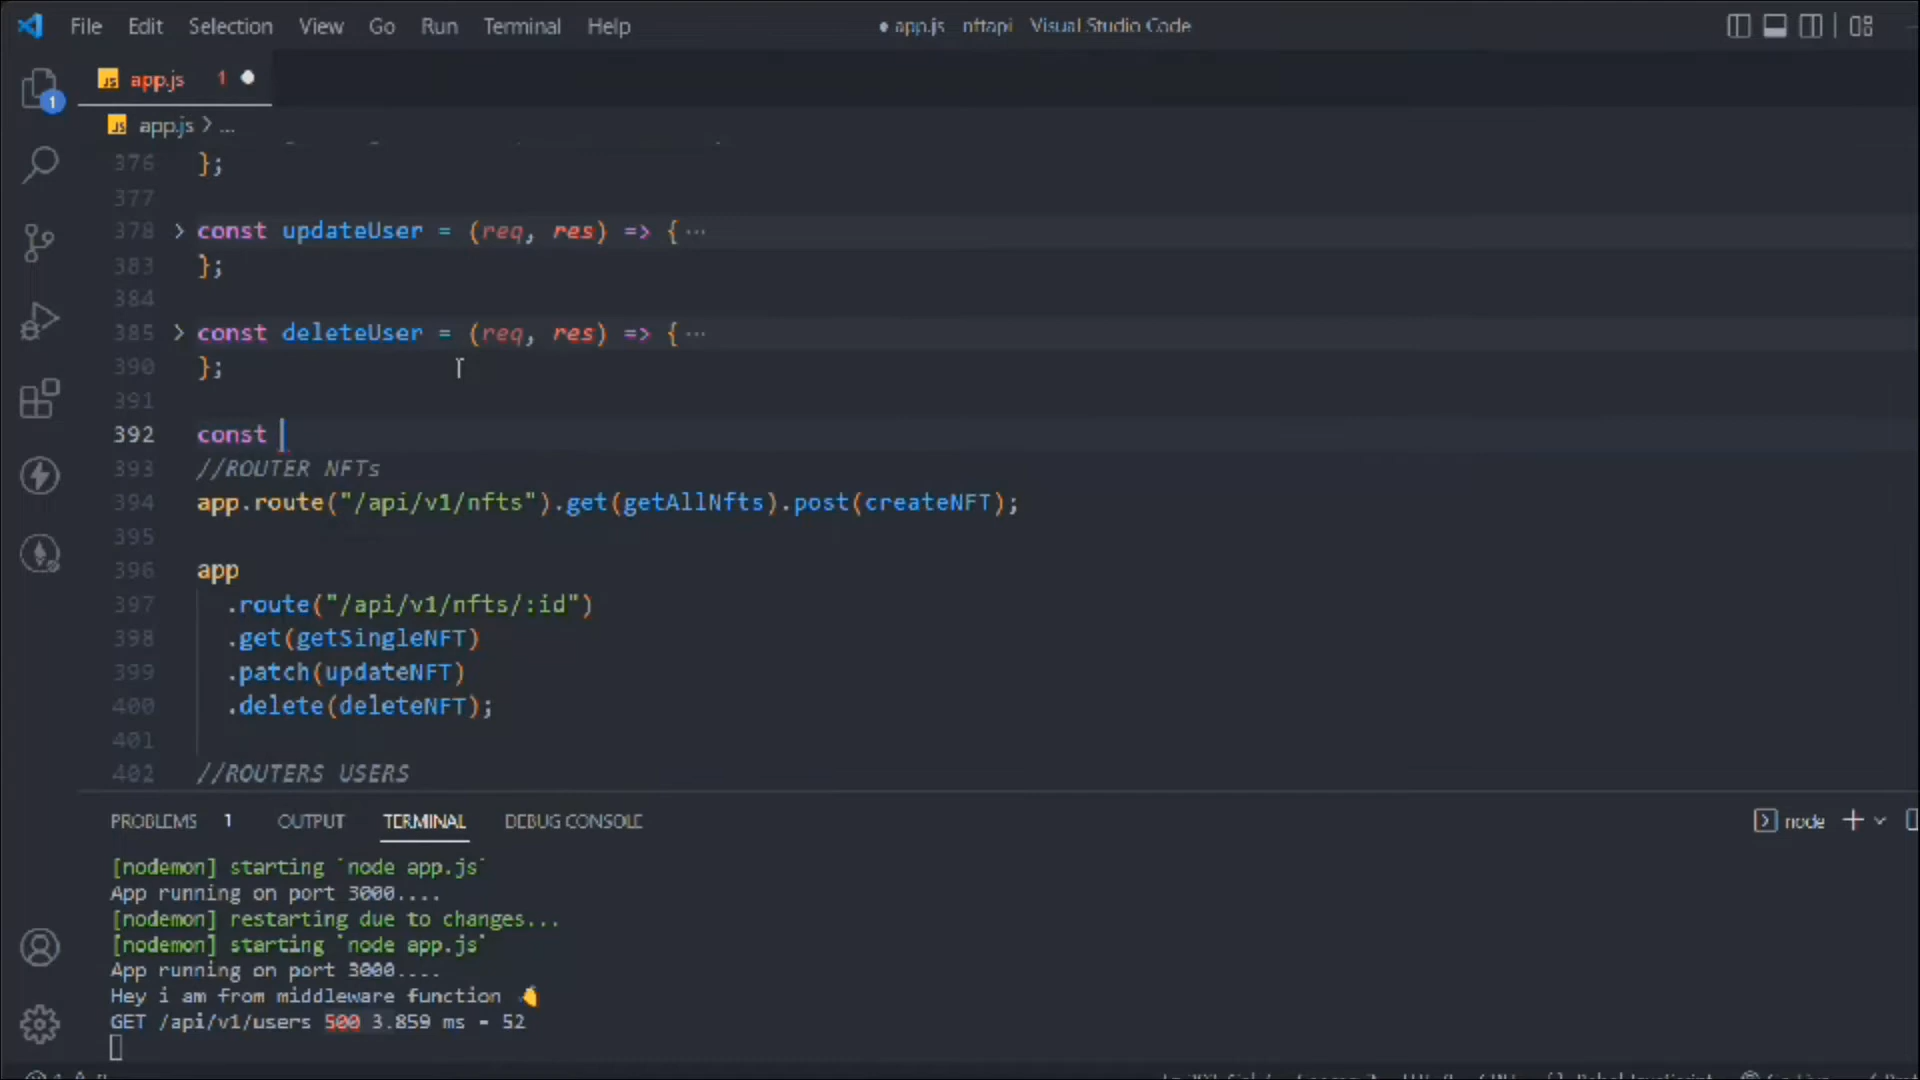 File Edit Selection View Go Run Terminal Help ● app.js nftapi Visual Studio Code
JS app.js 1 ●
1
JS app.js > ...
376 };
377
378 > const updateUser = (req, res) => { ...
383 };
384
385 > const deleteUser = (req, res) => { ...
390 };
391
392 const
393 //ROUTER NFTs
394 app.route("/api/v1/nfts").get(getAllNfts).post(createNFT);
395
396 app
397 .route("/api/v1/nfts/:id")
398 .get(getSingleNFT)
399 .patch(updateNFT)
400 .delete(deleteNFT);
401
402 //ROUTERS USERS
PROBLEMS 1 OUTPUT TERMINAL DEBUG CONSOLE node
[nodemon] starting `node app.js`
App running on port 3000....
[nodemon] restarting due to changes...
[nodemon] starting `node app.js`
App running on port 3000....
Hey i am from middleware function
GET /api/v1/users 500 3.859 ms - 52